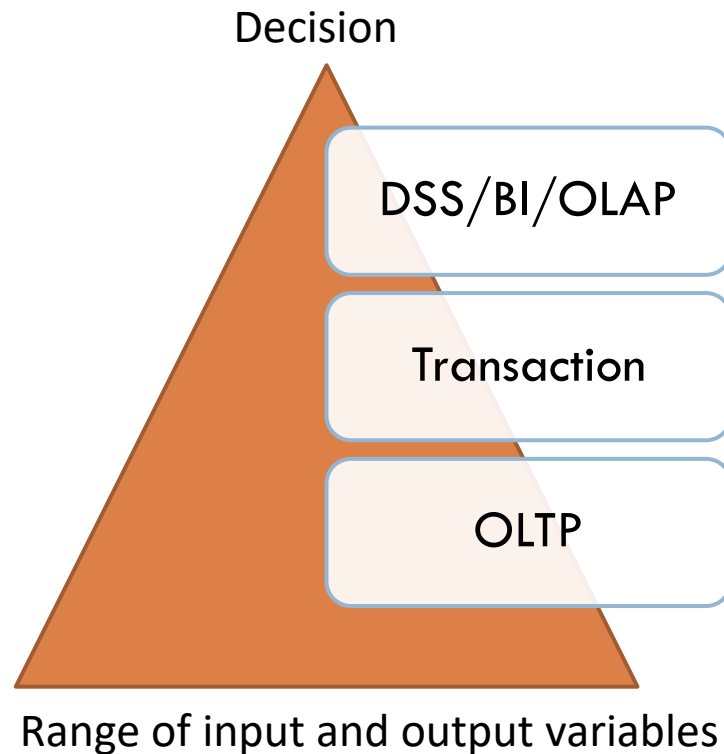 Decision
DSS/BI/OLAP
Transaction
OLTP
Range of input and output variables